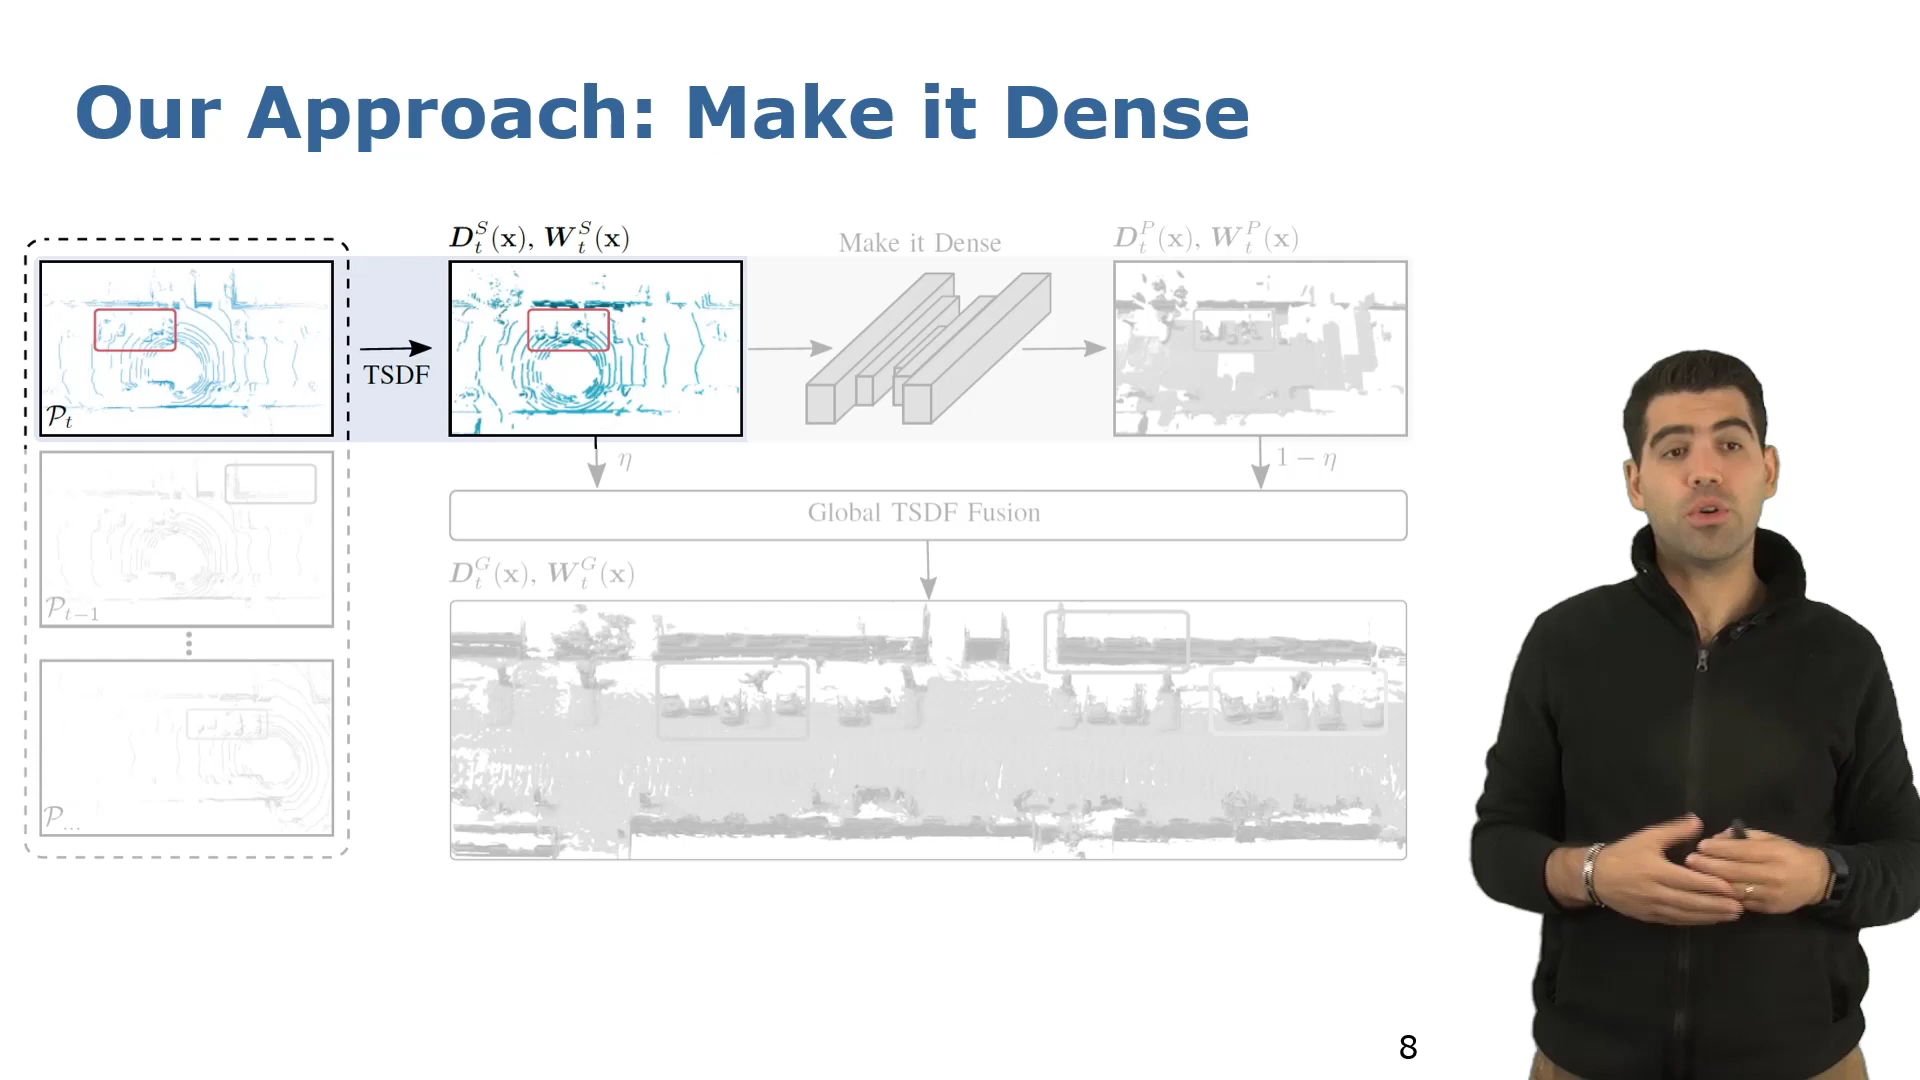 Our Approach: Make it Dense
D_t^S(x), W_t^S(x)
Make it Dense
D_t^P(x), W_t^P(x)
P_t
TSDF
η
1 − η
P_{t−1}
Global TSDF Fusion
D_t^G(x), W_t^G(x)
P_{...}
8